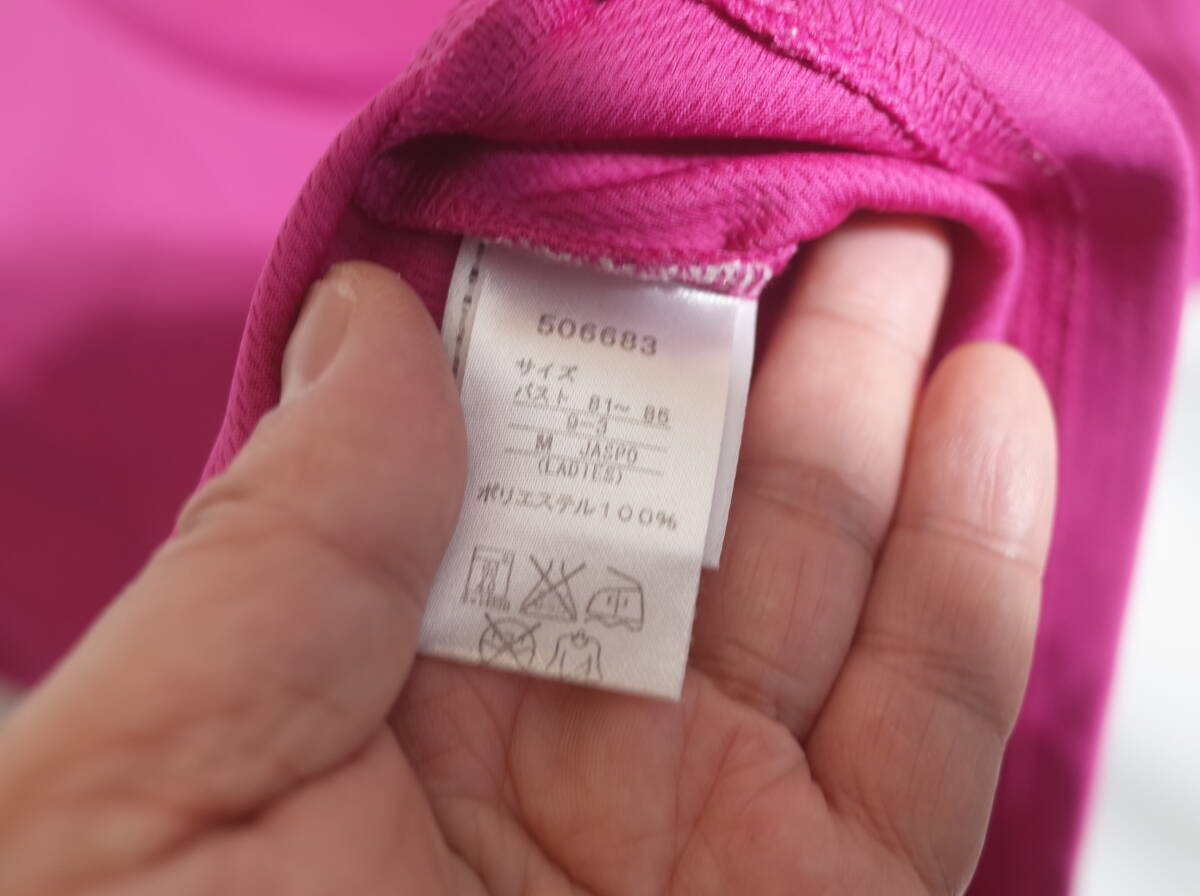 506683
サイズ
バスト 81～ 85
9-3
M JASPO
(LADIES)
ポリエステル100%